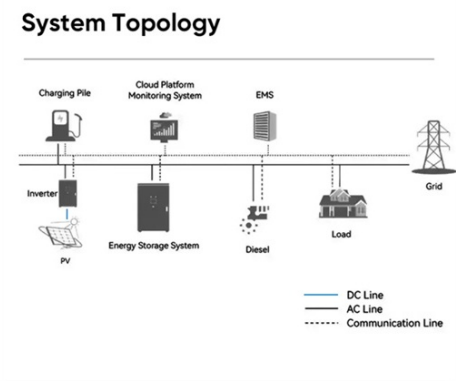 System Topology
Charging Pile
Cloud Platform
Monitoring System
EMS
Grid
Inverter
PV
Energy Storage System
Diesel
Load
DC Line
AC Line
Communication Line